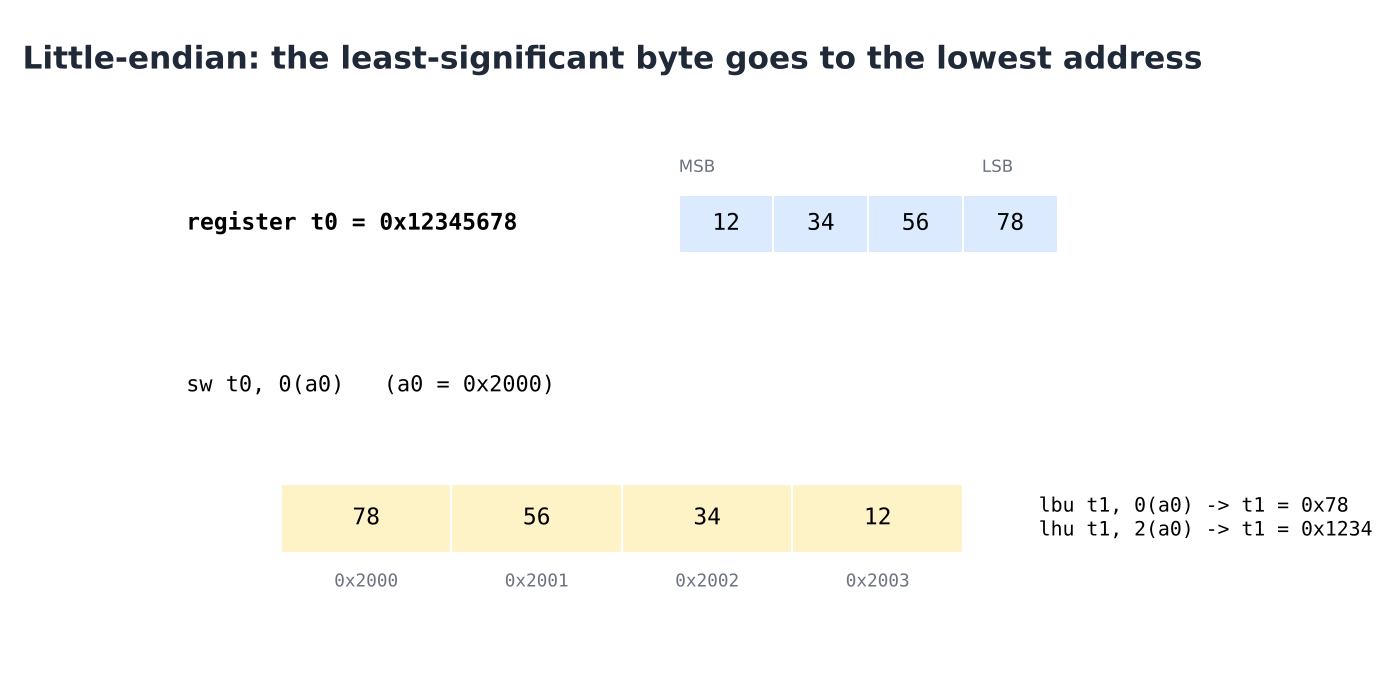 Little-endian: the least-significant byte goes to the lowest address
MSB LSB
register t0 = 0x12345678 12 34 56 78
sw t0, 0(a0) (a0 = 0x2000)
78 56 34 12
0x2000 0x2001 0x2002 0x2003
lbu t1, 0(a0) -> t1 = 0x78
lhu t1, 2(a0) -> t1 = 0x1234